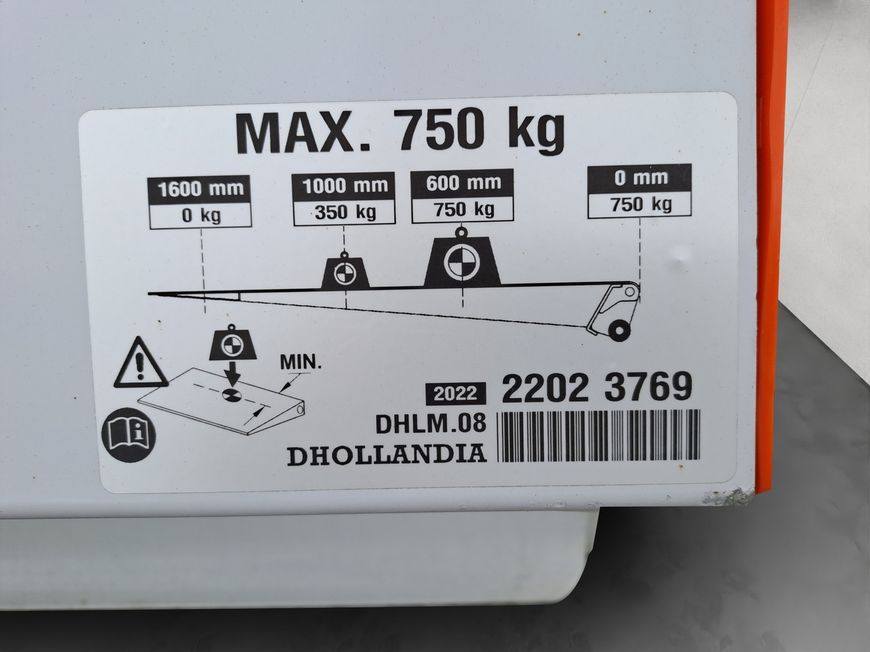 MAX. 750 kg
1600 mm
0 kg
1000 mm
350 kg
600 mm
750 kg
0 mm
750 kg
MIN.
2022 2202 3769
DHLM.08
DHOLLANDIA